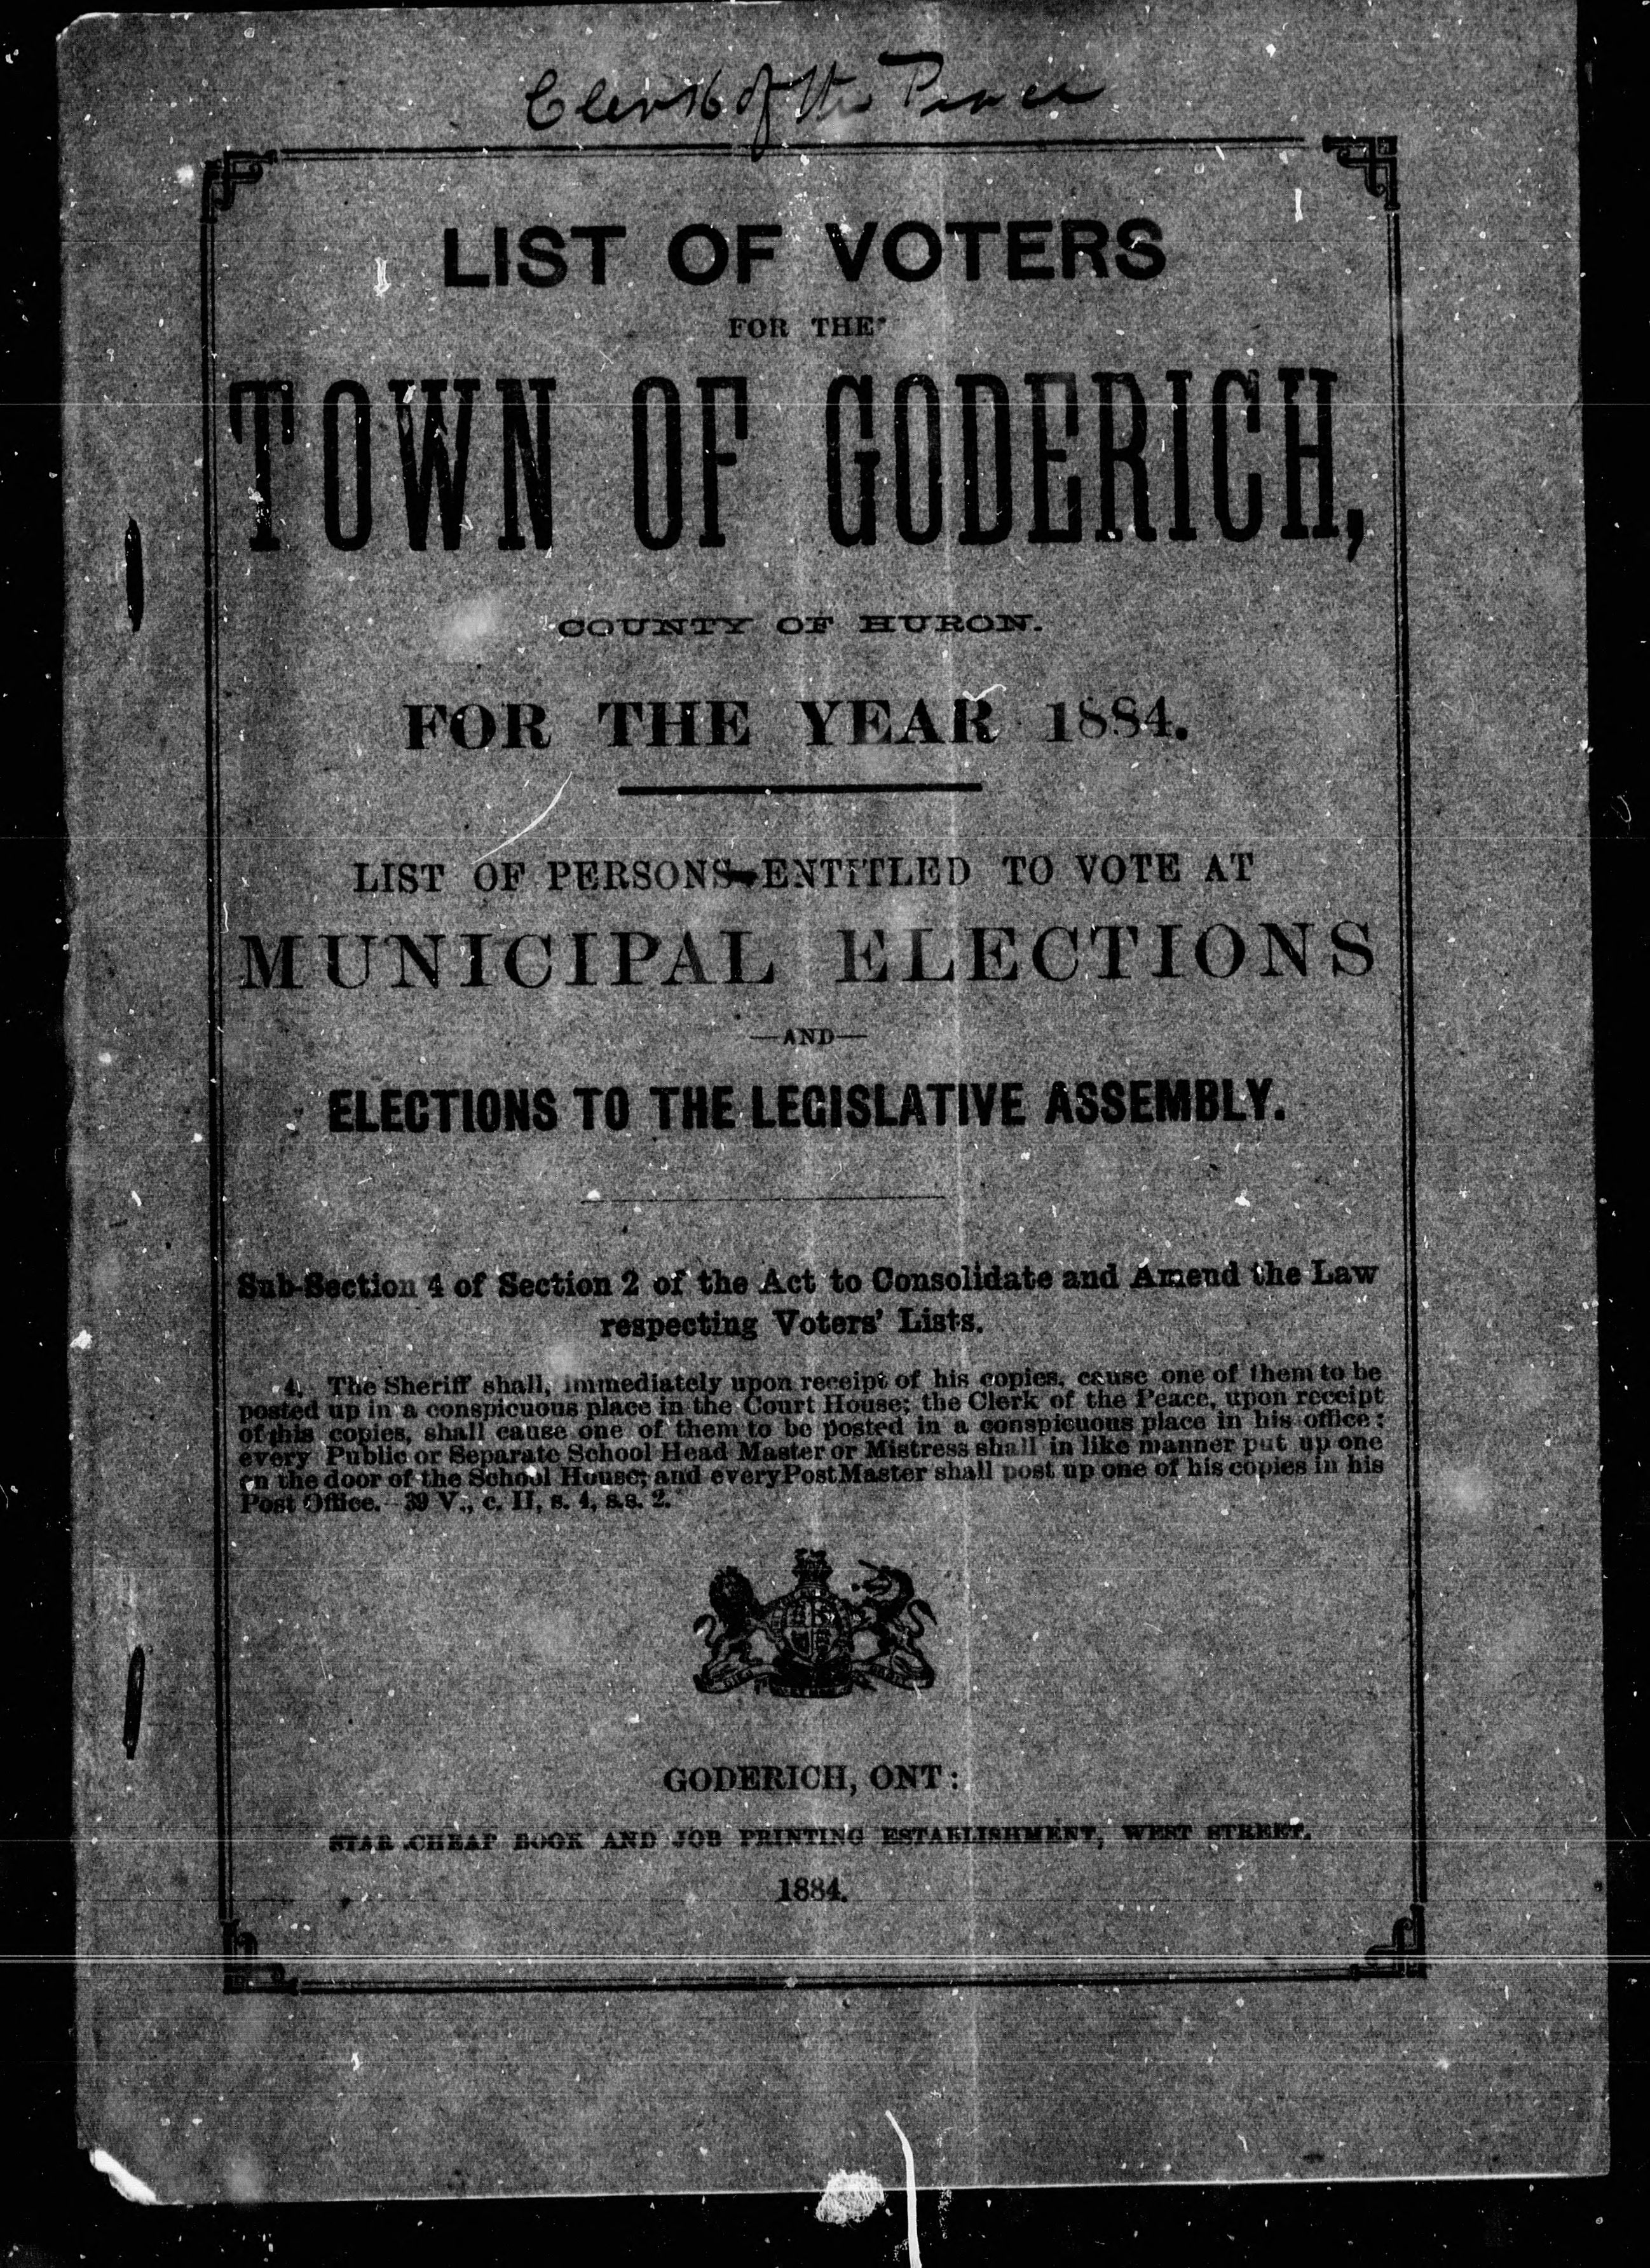 Clerk of the Peace
LIST OF VOTERS
FOR THE
TOWN OF GODERICH,
COUNTY OF HURON.
FOR THE YEAR 1884.
LIST OF PERSONS ENTITLED TO VOTE AT
MUNICIPAL ELECTIONS
—AND—
ELECTIONS TO THE LEGISLATIVE ASSEMBLY.
Sub-Section 4 of Section 2 of the Act to Consolidate and Amend the Law
respecting Voters' Lists.
4. The Sheriff shall, immediately upon receipt of his copies, cause one of them to be
posted up in a conspicuous place in the Court House; the Clerk of the Peace, upon receipt
of his copies, shall cause one of them to be posted in a conspicuous place in his office;
every Public or Separate School Head Master or Mistress shall in like manner put up one
on the door of the School House; and every Post Master shall post up one of his copies in his
Post Office.—39 V., c. II, s. 4, s.s. 2.
GODERICH, ONT:
STAR CHEAP BOOK AND JOB PRINTING ESTABLISHMENT, WEST STREET.
1884.